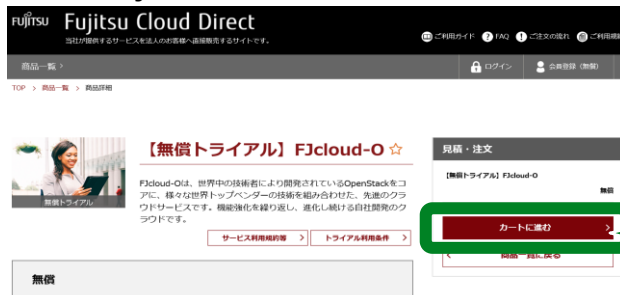 FUJITSU
Fujitsu Cloud Direct
当社が提供するサービスを法人のお客様へ直接販売するサイトです。
ご利用ガイド FAQ ご注文の流れ ご利用規約
商品一覧 >
ログイン 会員登録（無償）
TOP > 商品一覧 > 商品詳細
【無償トライアル】FJcloud-O ☆
見積・注文
【無償トライアル】FJcloud-O
無償
FJcloud-Oは、世界中の技術者により開発されているOpenStackをコ
アに、様々な世界トップベンダーの技術を組み合わせた、先進のクラ
ウドサービスです。機能強化を繰り返し、進化し続ける自社開発のク
ラウドです。
無償トライアル
サービス利用規約等 >
トライアル利用条件 >
カートに進む >
< 商品一覧に戻る
無償